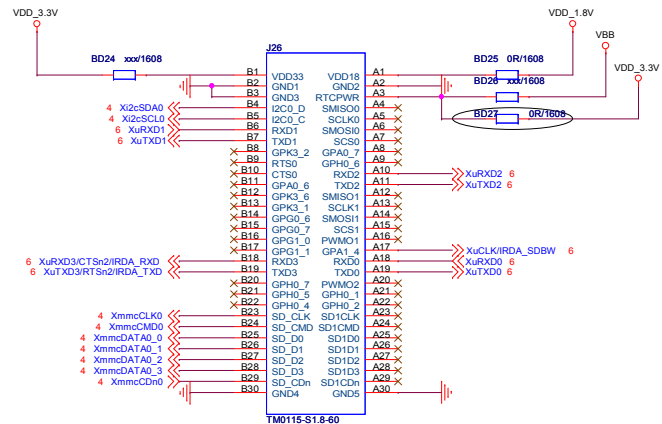 VDD_3.3V
VDD_1.8V
VBB
VDD_3.3V
J26
BD24 xxx/1608
BD25 0R/1608
BD26 xxx/1608
BD27 0R/1608
B1 VDD33 VDD18 A1
B2 GND1 GND2 A2
B3 GND3 RTCPWR A3
4 Xi2cSDA0 B4 I2C0_D SMISO0 A4
4 Xi2cSCL0 B5 I2C0_C SCLK0 A5
6 XuRXD1 B6 RXD1 SMOSI0 A6
6 XuTXD1 B7 TXD1 SCS0 A7
B8 GPK3_2 GPA0_7 A8
B9 RTS0 GPH0_6 A9
B10 CTS0 RXD2 A10 XuRXD2 6
B11 GPA0_6 TXD2 A11 XuTXD2 6
B12 GPK3_6 SMISO1 A12
B13 GPK3_1 SCLK1 A13
B14 GPG0_6 SMOSI1 A14
B15 GPG0_7 SCS1 A15
B16 GPG1_0 PWMO1 A16
B17 GPG1_1 GPA1_4 A17 XuCLK/IRDA_SDBW 6
6 XuRXD3/CTSn2/IRDA_RXD B18 RXD3 RXD0 A18 XuRXD0 6
6 XuTXD3/RTSn2/IRDA_TXD B19 TXD3 TXD0 A19 XuTXD0 6
B20 GPH0_7 PWMO2 A20
B21 GPH0_5 GPH0_1 A21
B22 GPH0_4 GPH0_2 A22
4 XmmcCLK0 B23 SD_CLK SD1CLK A23
4 XmmcCMD0 B24 SD_CMD SD1CMD A24
4 XmmcDATA0_0 B25 SD_D0 SD1D0 A25
4 XmmcDATA0_1 B26 SD_D1 SD1D1 A26
4 XmmcDATA0_2 B27 SD_D2 SD1D2 A27
4 XmmcDATA0_3 B28 SD_D3 SD1D3 A28
4 XmmcCDn0 B29 SD_CDn SD1CDn A29
B30 GND4 GND5 A30
TM0115-S1.8-60